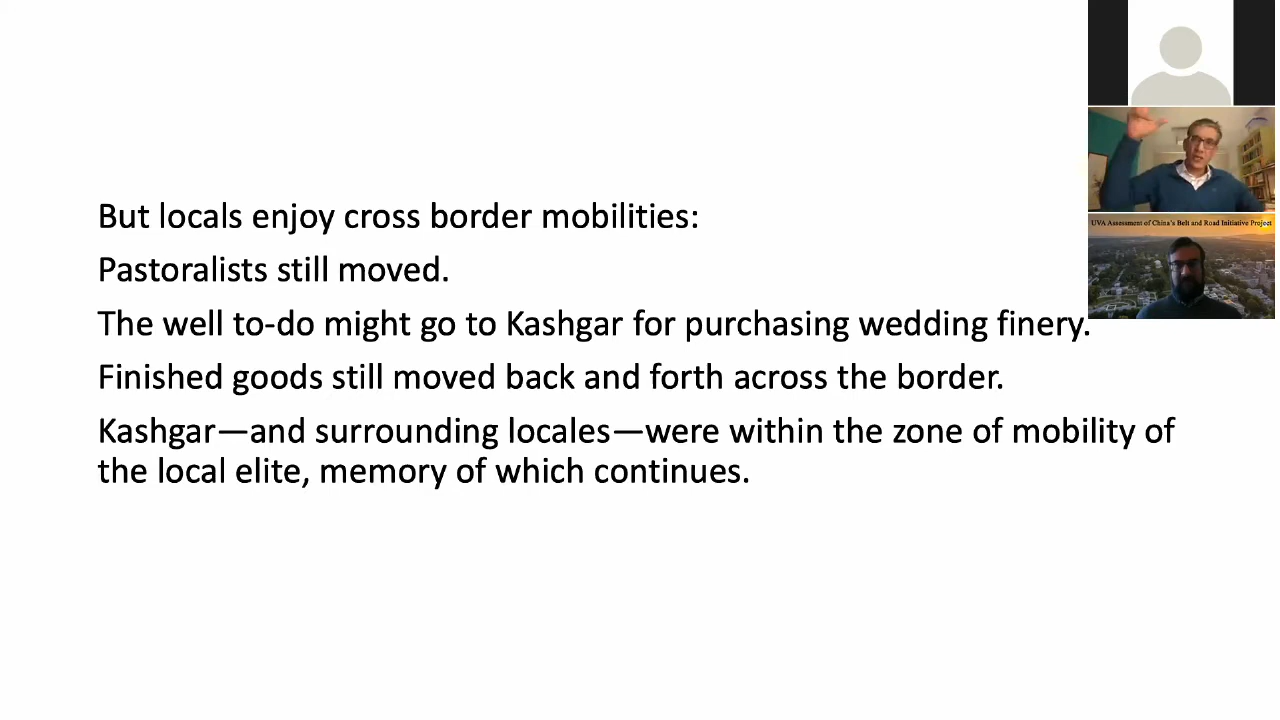 UVA Assessment of China's Belt and Road Initiative Project
But locals enjoy cross border mobilities:
Pastoralists still moved.
The well to-do might go to Kashgar for purchasing wedding finery.
Finished goods still moved back and forth across the border.
Kashgar—and surrounding locales—were within the zone of mobility of
the local elite, memory of which continues.